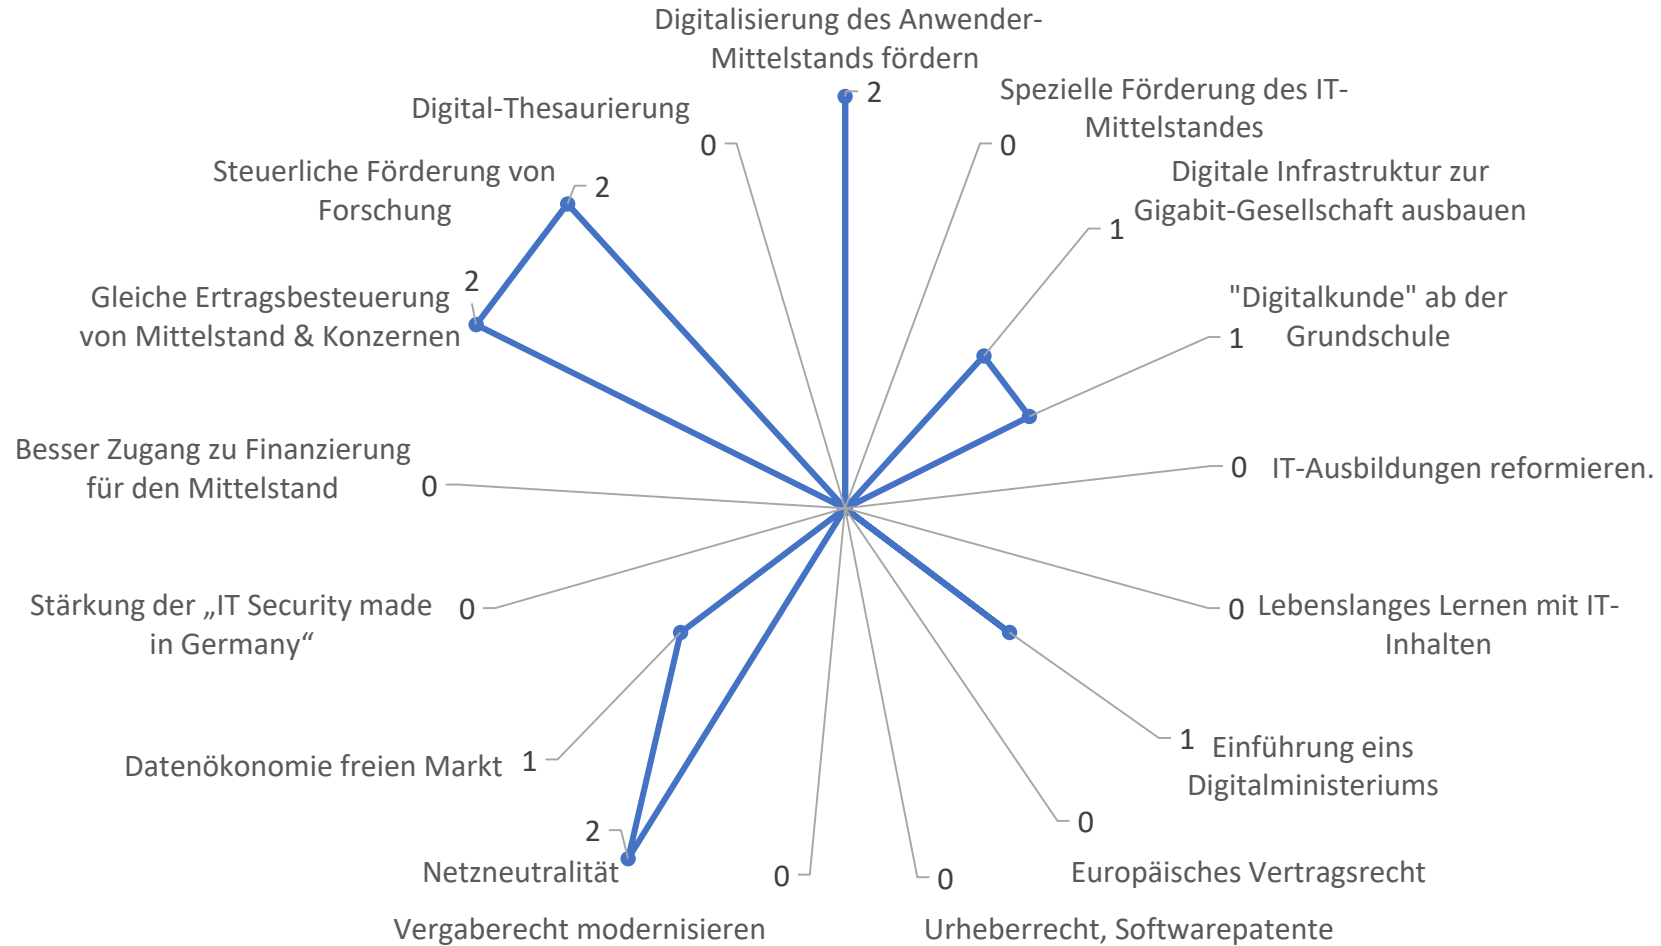 Digitalisierung des Anwender-
Mittelstands fördern
2
Spezielle Förderung des IT-
Mittelstandes
0
Digitale Infrastruktur zur
Gigabit-Gesellschaft ausbauen
1
"Digitalkunde" ab der
Grundschule
1
IT-Ausbildungen reformieren.
0
Lebenslanges Lernen mit IT-
Inhalten
0
Einführung eins
Digitalministeriums
1
Europäisches Vertragsrecht
0
Urheberrecht, Softwarepatente
0
Vergaberecht modernisieren
0
Netzneutralität
2
Datenökonomie freien Markt
1
Stärkung der „IT Security made
in Germany“
0
Besser Zugang zu Finanzierung
für den Mittelstand
0
Gleiche Ertragsbesteuerung
von Mittelstand & Konzernen
2
Steuerliche Förderung von
Forschung
2
Digital-Thesaurierung
0